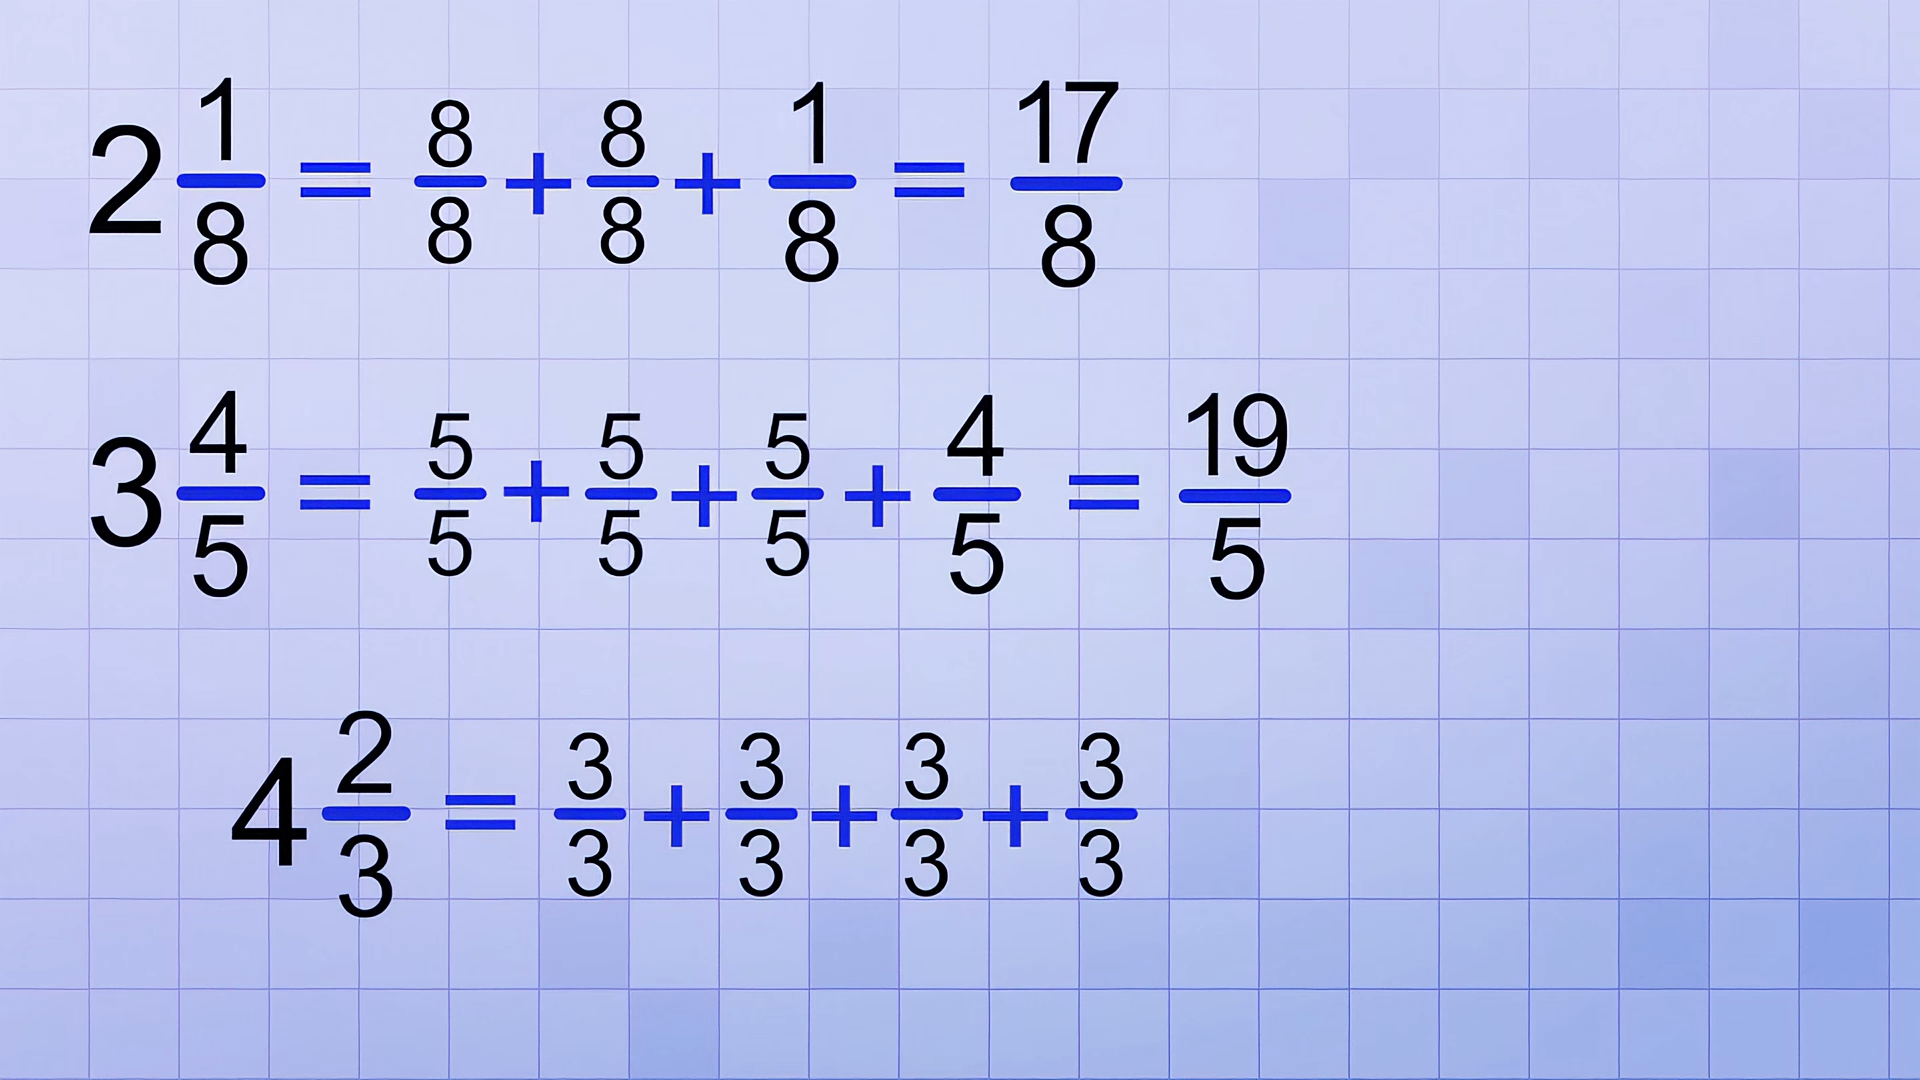 2 1/8 = 8/8 + 8/8 + 1/8 = 17/8
3 4/5 = 5/5 + 5/5 + 5/5 + 4/5 = 19/5
4 2/3 = 3/3 + 3/3 + 3/3 + 3/3